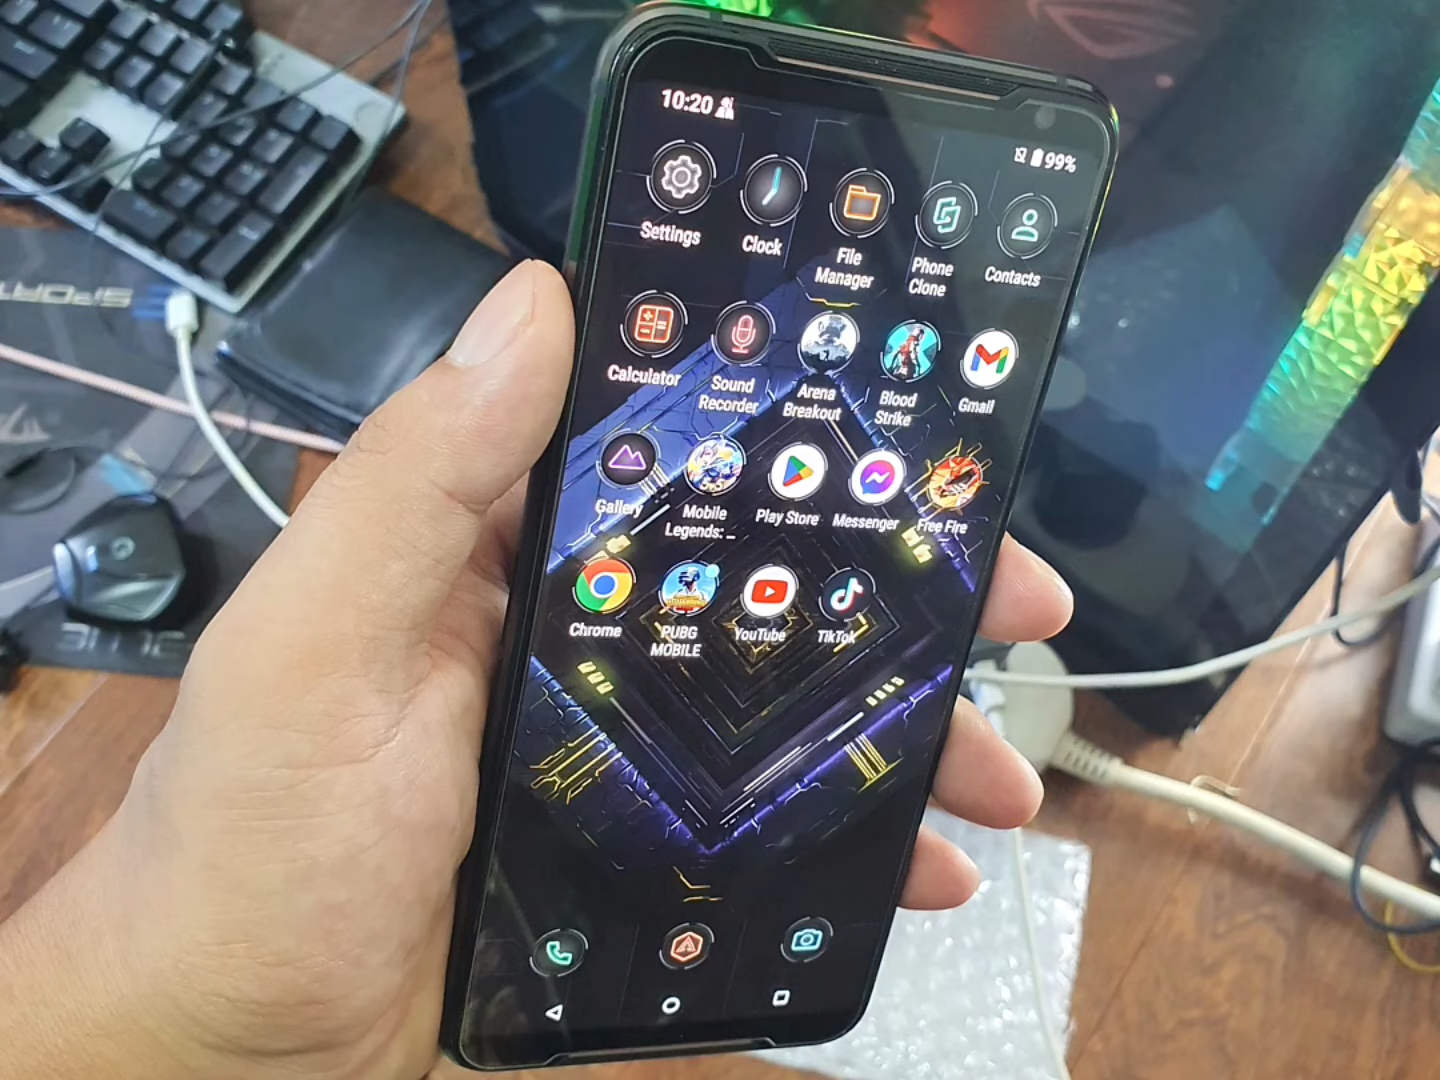 10:20
99%
Settings
Clock
File
Manager
Phone
Clone
Contacts
Calculator
Sound
Recorder
Arena
Breakout
Blood
Strike
Gmail
Gallery
Mobile
Legends: _
Play Store
Messenger
Free Fire
Chrome
PUBG
MOBILE
YouTube
TikTok